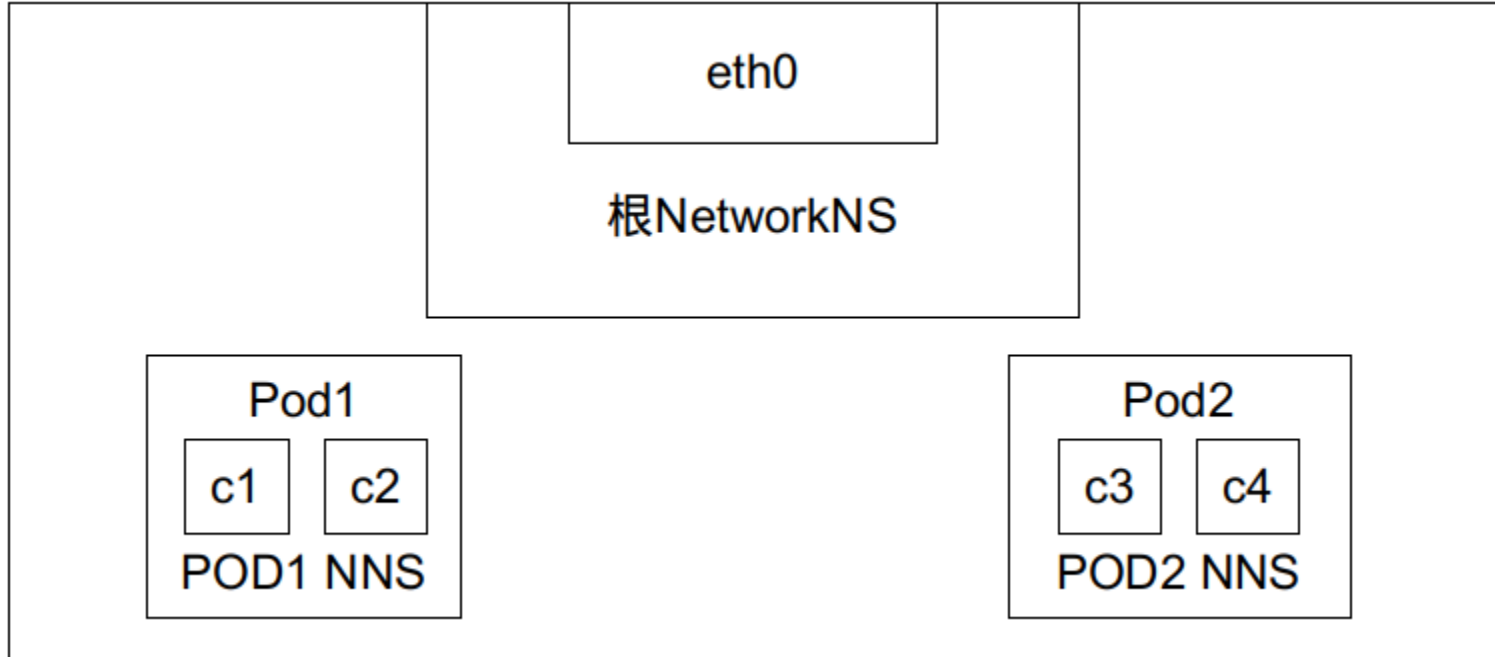 eth0
根NetworkNS
Pod1
c1 c2
POD1 NNS
Pod2
c3 c4
POD2 NNS